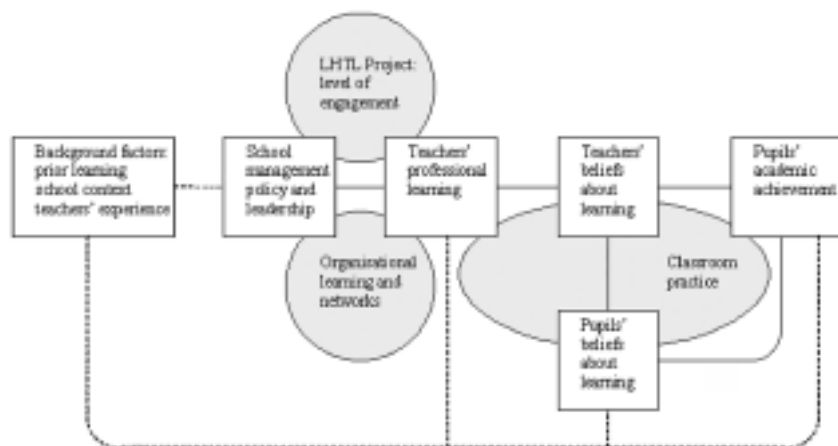 LHTL Project:
level of
engagement
Background factors:
prior learning
school context
teachers' experience
School
management
policy and
leadership
Teachers'
professional
learning
Teachers'
beliefs
about
learning
Pupils'
academic
achievement
Organisational
learning and
networks
Classroom
practice
Pupils'
beliefs
about
learning